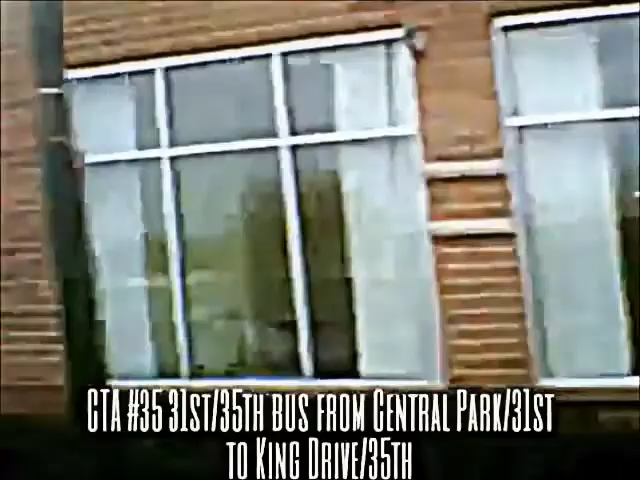 CTA #35 31st/35th bus from Central Park/31st
to King Drive/35th